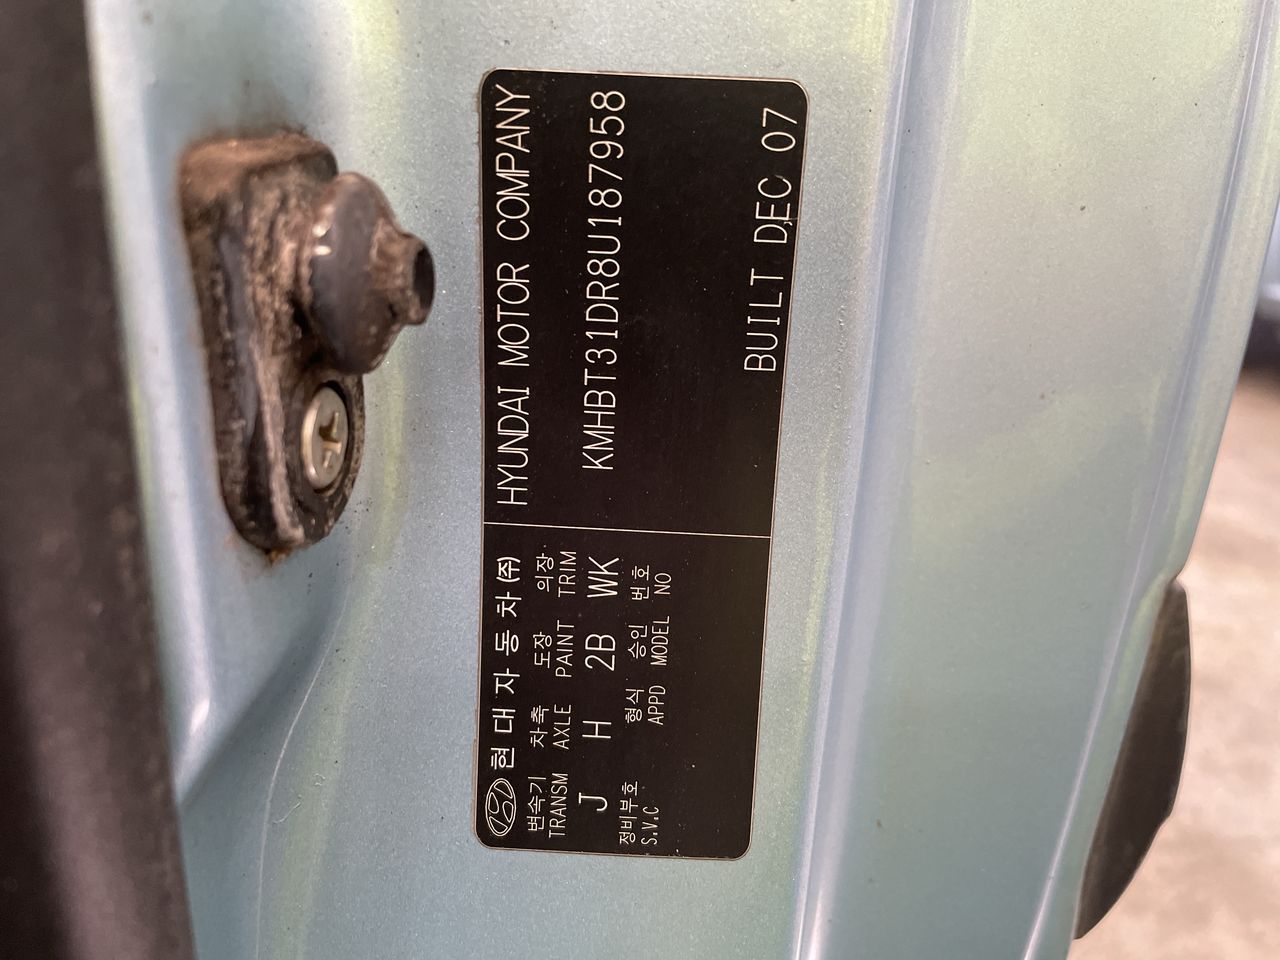 현대자동차(주)
변속기 차축 도장 의장
TRANSM AXLE PAINT TRIM
J H 2B WK
정비부호 형식 승인 번호
S.V.C APPD MODEL NO
HYUNDAI MOTOR COMPANY
KMHBT31DR8U187958
BUILT DEC 07